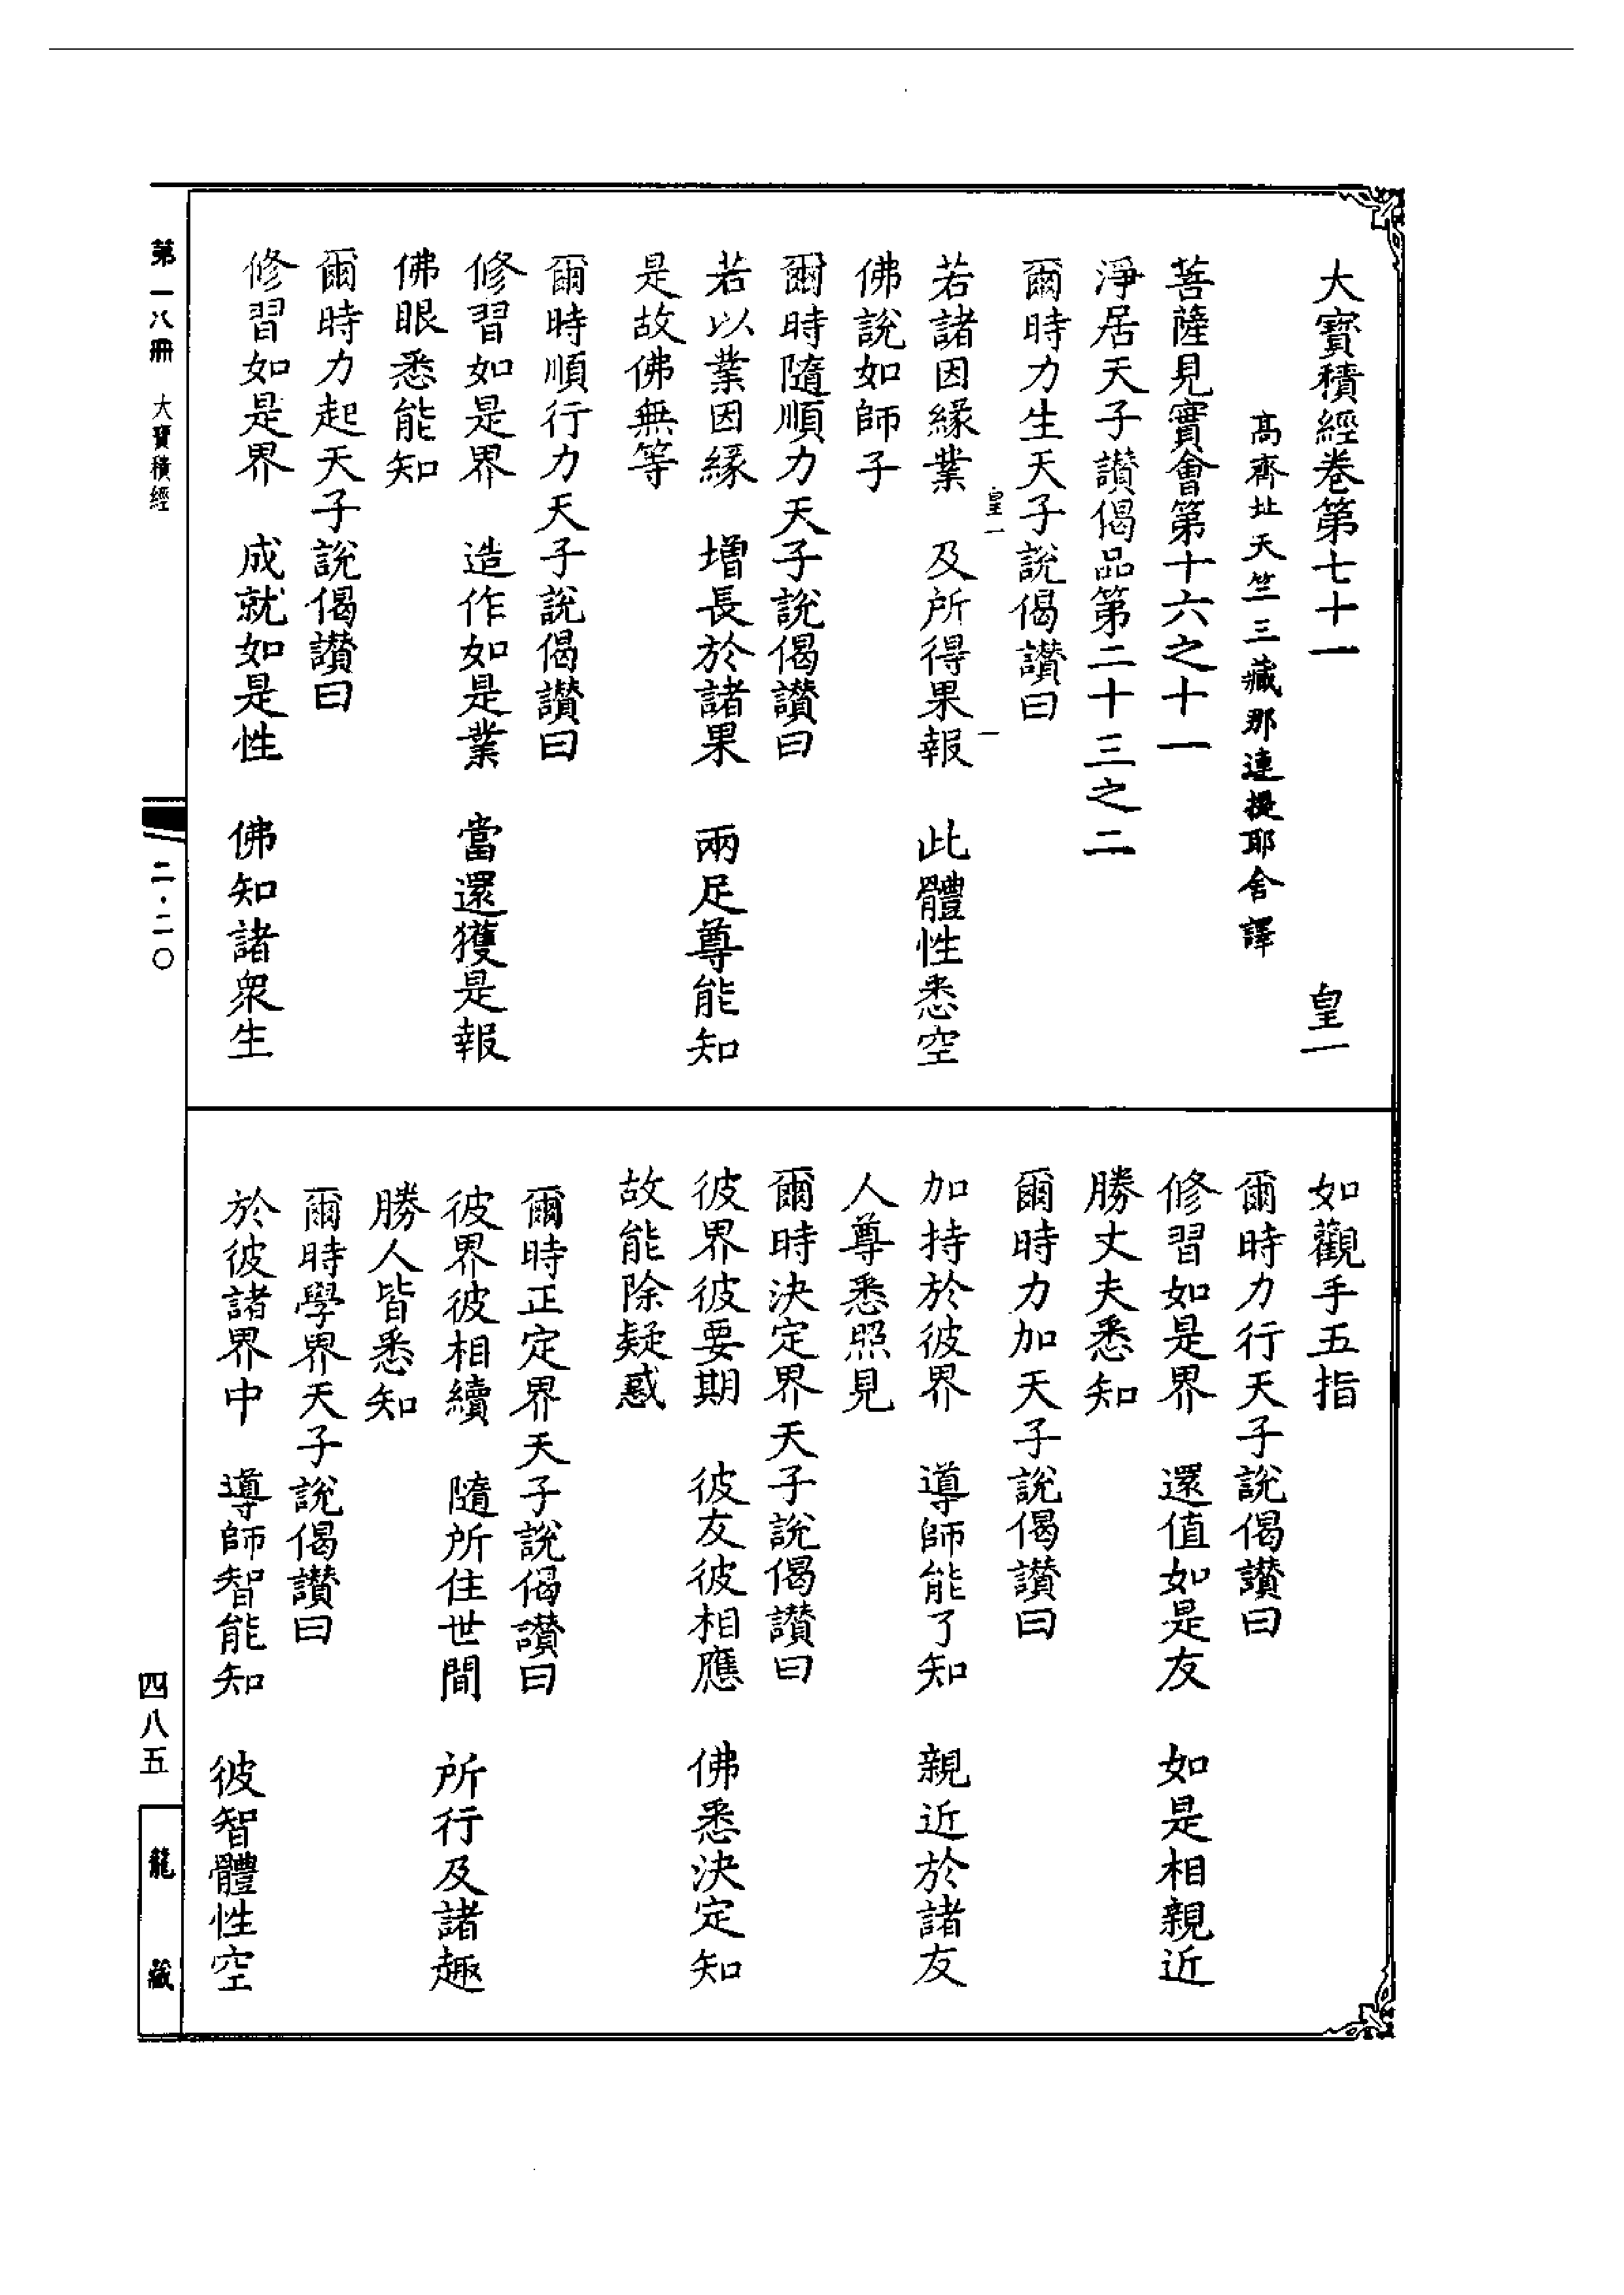 大寶積經卷第七十一　皇一
高齊北天竺三藏那連提耶舍譯
菩薩見實會第十六之十一
淨居天子讚偈品第二十三之二
爾時力生天子說偈讚曰
皇一　一
若諸因緣業　及所得果報　此體性悉空
佛說如師子
爾時隨順力天子說偈讚曰
若以業因緣　增長於諸果　兩足尊能知
是故佛無等
爾時順行力天子說偈讚曰
修習如是界　造作如是業　當還獲是報
佛眼悉能知
爾時力起天子說偈讚曰
修習如是界　成就如是性　佛知諸衆生
如觀手五指
爾時力行天子說偈讚曰
修習如是界　還值如是友　如是相親近
勝丈夫悉知
爾時力加天子說偈讚曰
加持於彼界　導師能了知　親近於諸友
人尊悉照見
爾時決定界天子說偈讚曰
彼界彼要期　彼友彼相應　佛悉決定知
故能除疑惑
爾時正定界天子說偈讚曰
彼界彼相續　隨所住世間　所行及諸趣
勝人皆悉知
爾時學界天子說偈讚曰
於彼諸界中　導師智能知　彼智體性空
第一八冊　大寶積經
二·二〇
四八五
龍藏